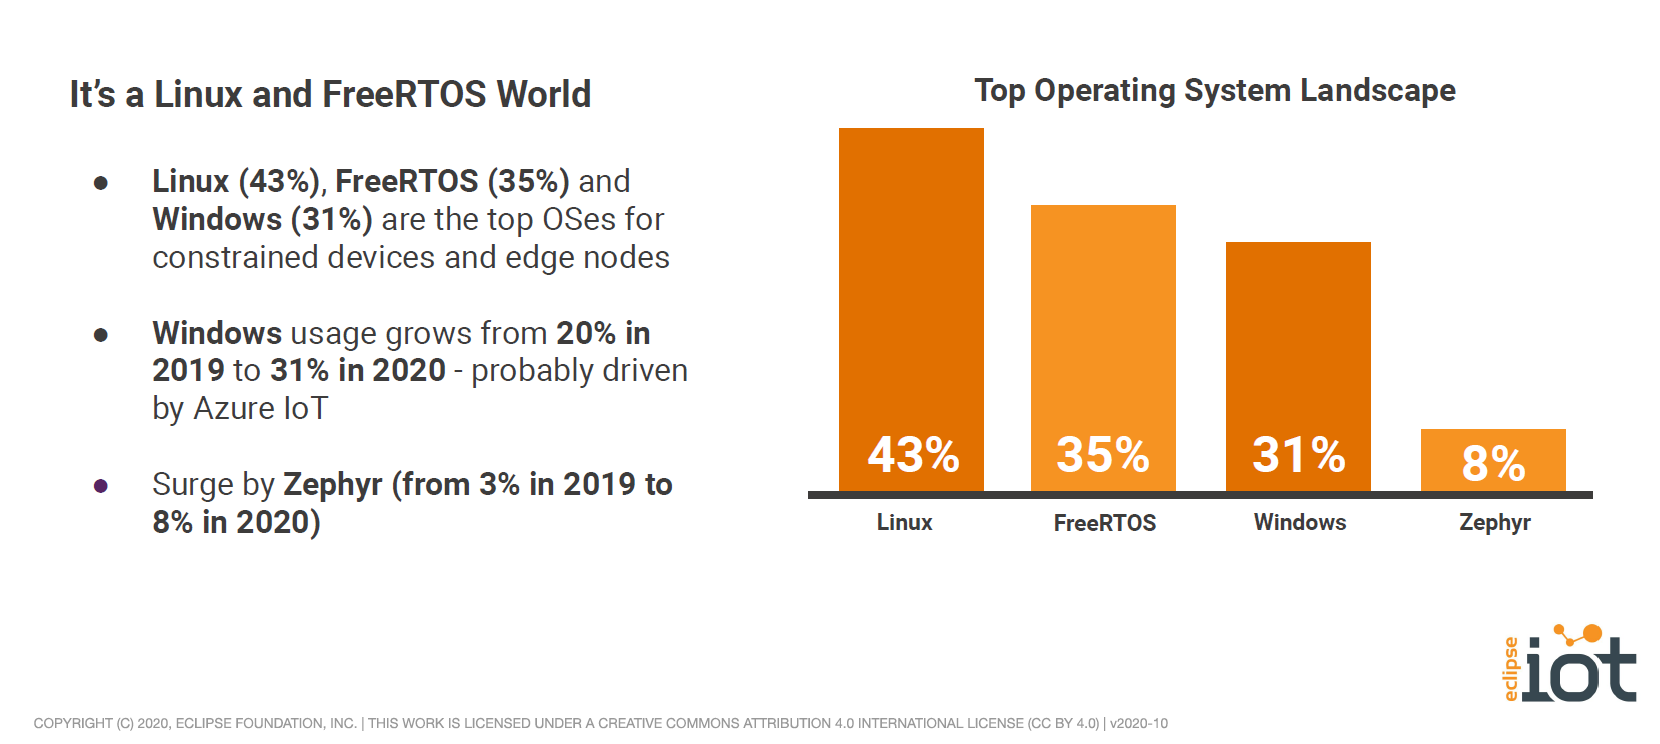 It’s a Linux and FreeRTOS World
● Linux (43%), FreeRTOS (35%) and
Windows (31%) are the top OSes for
constrained devices and edge nodes
● Windows usage grows from 20% in
2019 to 31% in 2020 - probably driven
by Azure IoT
● Surge by Zephyr (from 3% in 2019 to
8% in 2020)
Top Operating System Landscape
43% 35% 31% 8%
Linux FreeRTOS Windows Zephyr
eclipse iot
COPYRIGHT (C) 2020, ECLIPSE FOUNDATION, INC. | THIS WORK IS LICENSED UNDER A CREATIVE COMMONS ATTRIBUTION 4.0 INTERNATIONAL LICENSE (CC BY 4.0) | v2020-10